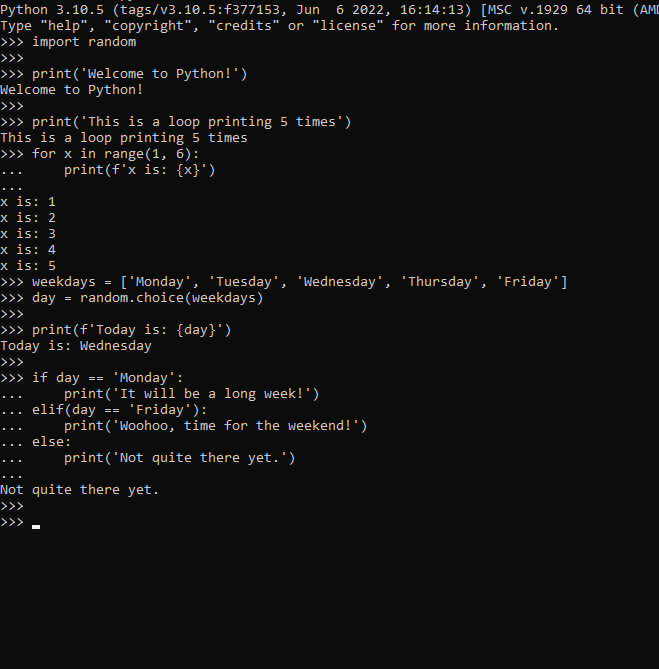 Python 3.10.5 (tags/v3.10.5:f377153, Jun  6 2022, 16:14:13) [MSC v.1929 64 bit (AMD
Type "help", "copyright", "credits" or "license" for more information.
>>> import random
>>>
>>> print('Welcome to Python!')
Welcome to Python!
>>>
>>> print('This is a loop printing 5 times')
This is a loop printing 5 times
>>> for x in range(1, 6):
...     print(f'x is: {x}')
...
x is: 1
x is: 2
x is: 3
x is: 4
x is: 5
>>> weekdays = ['Monday', 'Tuesday', 'Wednesday', 'Thursday', 'Friday']
>>> day = random.choice(weekdays)
>>>
>>> print(f'Today is: {day}')
Today is: Wednesday
>>>
>>> if day == 'Monday':
...     print('It will be a long week!')
... elif(day == 'Friday'):
...     print('Woohoo, time for the weekend!')
... else:
...     print('Not quite there yet.')
...
Not quite there yet.
>>>
>>>